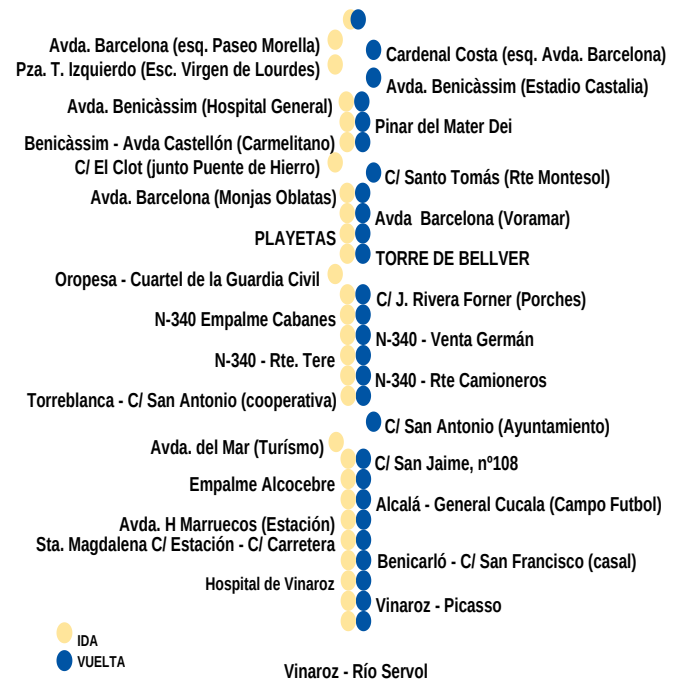 Avda. Barcelona (esq. Paseo Morella)
Cardenal Costa (esq. Avda. Barcelona)
Pza. T. Izquierdo (Esc. Virgen de Lourdes)
Avda. Benicàssim (Estadio Castalia)
Avda. Benicàssim (Hospital General)
Pinar del Mater Dei
Benicàssim - Avda Castellón (Carmelitano)
C/ El Clot (junto Puente de Hierro)
C/ Santo Tomás (Rte Montesol)
Avda. Barcelona (Monjas Oblatas)
Avda Barcelona (Voramar)
PLAYETAS
TORRE DE BELLVER
Oropesa - Cuartel de la Guardia Civil
C/ J. Rivera Forner (Porches)
N-340 Empalme Cabanes
N-340 - Venta Germán
N-340 - Rte. Tere
N-340 - Rte Camioneros
Torreblanca - C/ San Antonio (cooperativa)
C/ San Antonio (Ayuntamiento)
Avda. del Mar (Turísmo)
C/ San Jaime, nº108
Empalme Alcocebre
Alcalá - General Cucala (Campo Futbol)
Avda. H Marruecos (Estación)
Sta. Magdalena C/ Estación - C/ Carretera
Benicarló - C/ San Francisco (casal)
Hospital de Vinaroz
Vinaroz - Picasso
IDA
VUELTA
Vinaroz - Río Servol